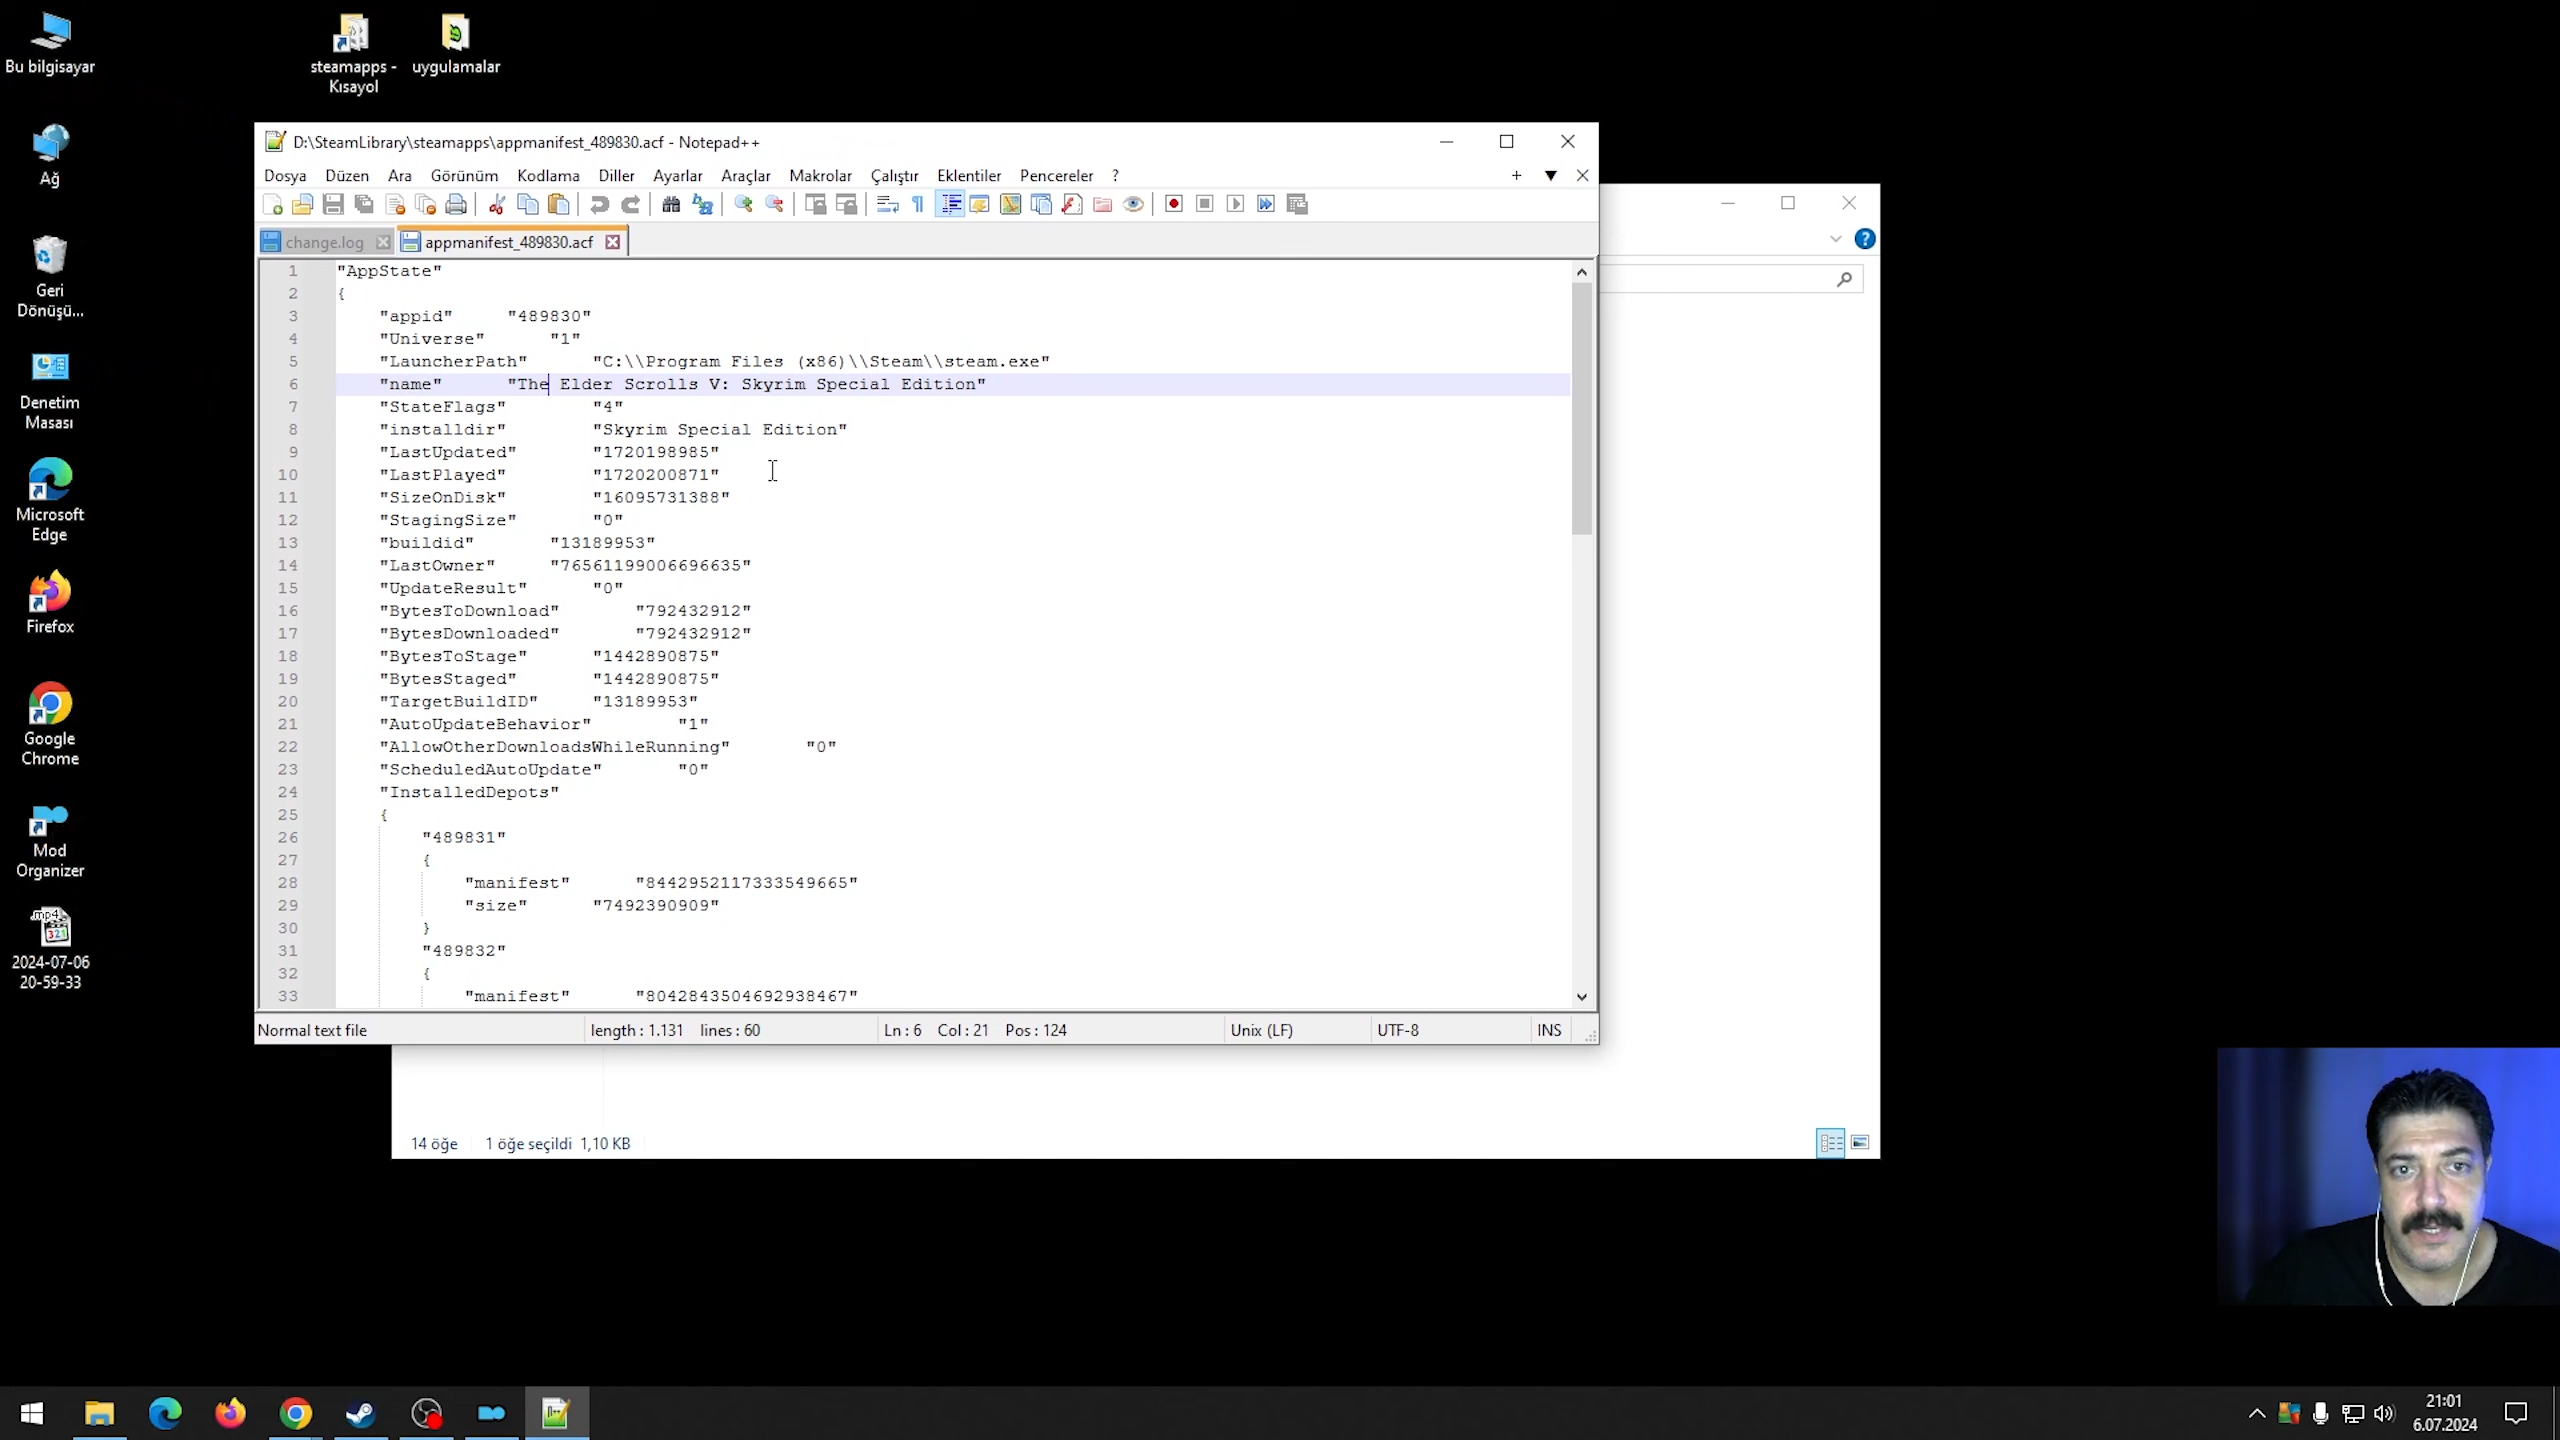 Bu bilgisayar
steamapps -
Kısayol
uygulamalar
Ağ
Geri
Dönüşü...
Denetim
Masası
Microsoft
Edge
Firefox
Google
Chrome
Mod
Organizer
.mp4
321
2024-07-06
20-59-33
D:\SteamLibrary\steamapps\appmanifest_489830.acf - Notepad++
Dosya Düzen Ara Görünüm Kodlama Diller Ayarlar Araçlar Makrolar Çalıştır Eklentiler Pencereler ?
change.log appmanifest_489830.acf
1 "AppState"
2 {
3 "appid" "489830"
4 "Universe" "1"
5 "LauncherPath" "C:\\Program Files (x86)\\Steam\\steam.exe"
6 "name" "The Elder Scrolls V: Skyrim Special Edition"
7 "StateFlags" "4"
8 "installdir" "Skyrim Special Edition"
9 "LastUpdated" "1720198985"
10 "LastPlayed" "1720200871"
11 "SizeOnDisk" "16095731388"
12 "StagingSize" "0"
13 "buildid" "13189953"
14 "LastOwner" "76561199006696635"
15 "UpdateResult" "0"
16 "BytesToDownload" "792432912"
17 "BytesDownloaded" "792432912"
18 "BytesToStage" "1442890875"
19 "BytesStaged" "1442890875"
20 "TargetBuildID" "13189953"
21 "AutoUpdateBehavior" "1"
22 "AllowOtherDownloadsWhileRunning" "0"
23 "ScheduledAutoUpdate" "0"
24 "InstalledDepots"
25 {
26 "489831"
27 {
28 "manifest" "8442952117333549665"
29 "size" "7492390909"
30 }
31 "489832"
32 {
33 "manifest" "8042843504692938467"
Normal text file length : 1.131 lines : 60 Ln : 6 Col : 21 Pos : 124 Unix (LF) UTF-8 INS
14 öğe 1 öğe seçildi 1,10 KB
21:01
6.07.2024